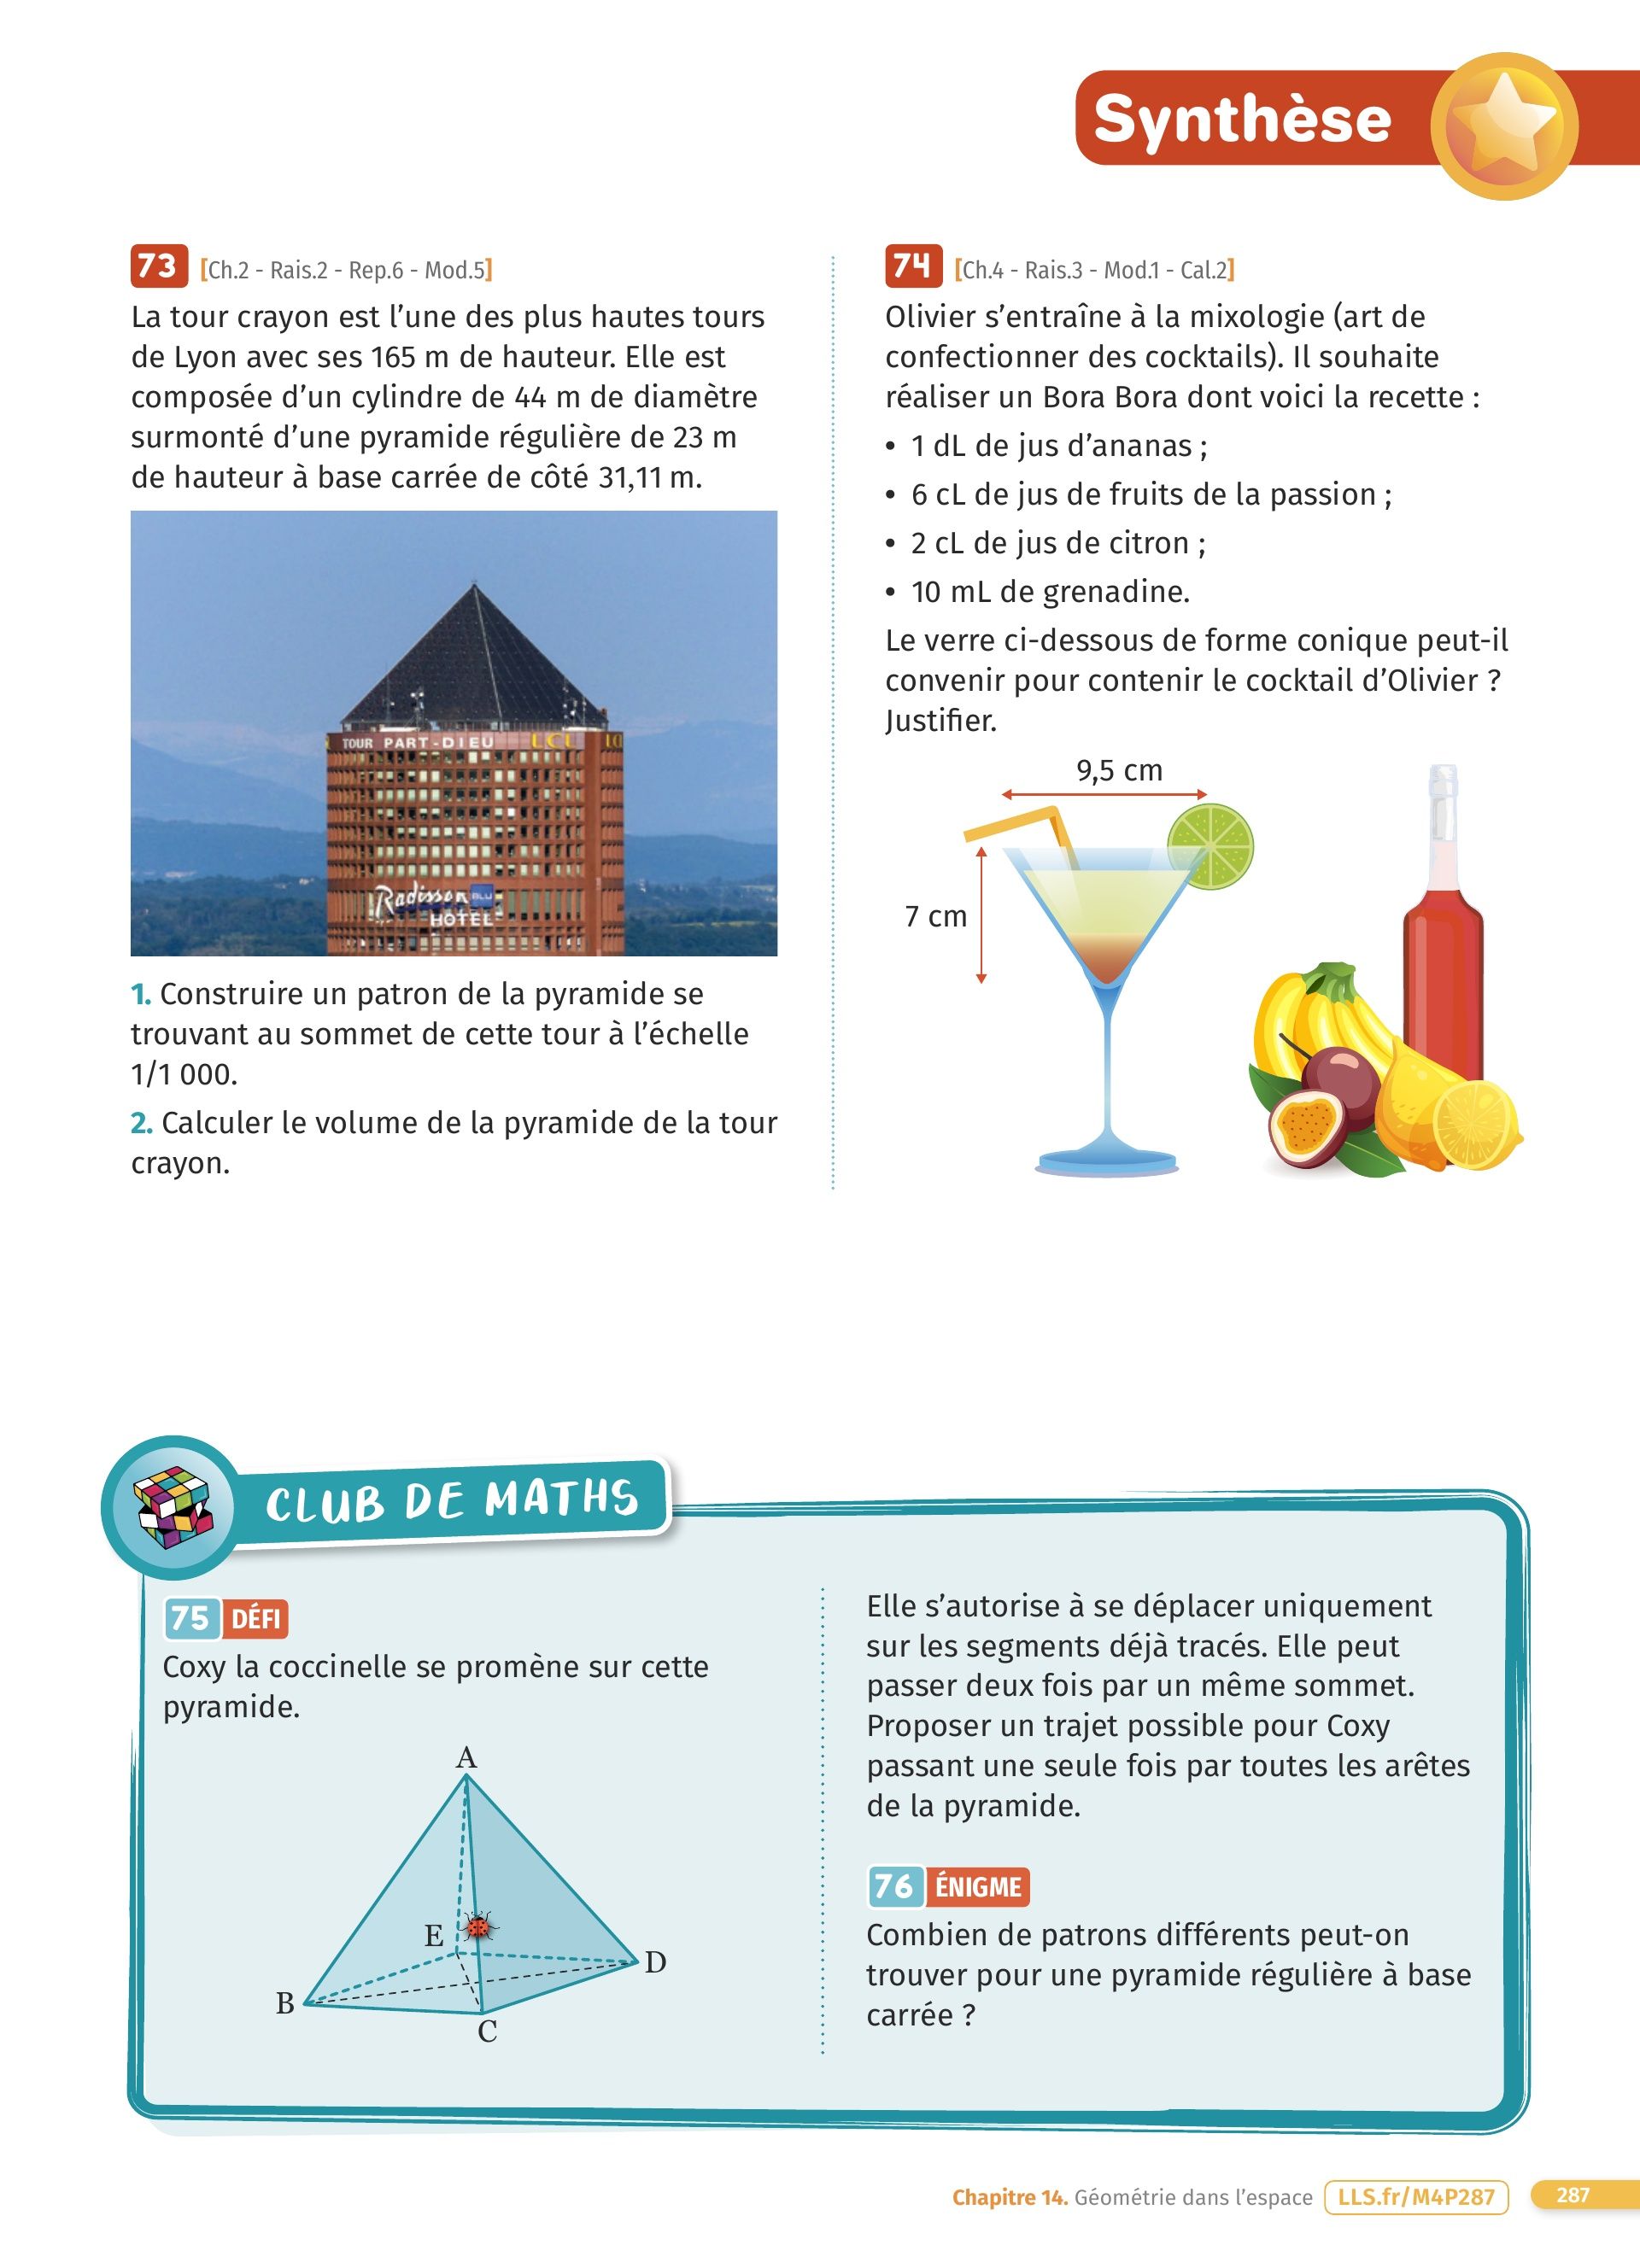 Synthèse
73 [Ch.2 - Rais.2 - Rep.6 - Mod.5]
La tour crayon est l’une des plus hautes tours
de Lyon avec ses 165 m de hauteur. Elle est
composée d’un cylindre de 44 m de diamètre
surmonté d’une pyramide régulière de 23 m
de hauteur à base carrée de côté 31,11 m.
TOUR PART-DIEU LCL
Radisson BLU
HOTEL
1. Construire un patron de la pyramide se
trouvant au sommet de cette tour à l’échelle
1/1 000.
2. Calculer le volume de la pyramide de la tour
crayon.
74 [Ch.4 - Rais.3 - Mod.1 - Cal.2]
Olivier s’entraîne à la mixologie (art de
confectionner des cocktails). Il souhaite
réaliser un Bora Bora dont voici la recette :
• 1 dL de jus d’ananas ;
• 6 cL de jus de fruits de la passion ;
• 2 cL de jus de citron ;
• 10 mL de grenadine.
Le verre ci-dessous de forme conique peut-il
convenir pour contenir le cocktail d’Olivier ?
Justifier.
9,5 cm
7 cm
CLUB DE MATHS
75 DÉFI
Coxy la coccinelle se promène sur cette
pyramide.
A
E
D
B
C
Elle s’autorise à se déplacer uniquement
sur les segments déjà tracés. Elle peut
passer deux fois par un même sommet.
Proposer un trajet possible pour Coxy
passant une seule fois par toutes les arêtes
de la pyramide.
76 ÉNIGME
Combien de patrons différents peut-on
trouver pour une pyramide régulière à base
carrée ?
Chapitre 14. Géométrie dans l’espace LLS.fr/M4P287 287